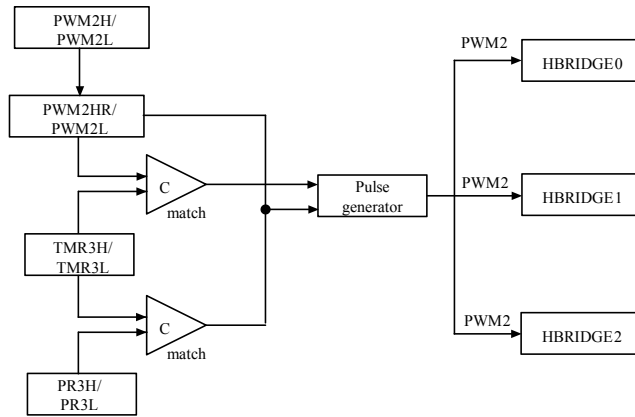 PWM2H/
PWM2L
PWM2HR/
PWM2L
C
match
TMR3H/
TMR3L
C
match
PR3H/
PR3L
Pulse
generator
PWM2
HBRIDGE0
PWM2
HBRIDGE1
PWM2
HBRIDGE2